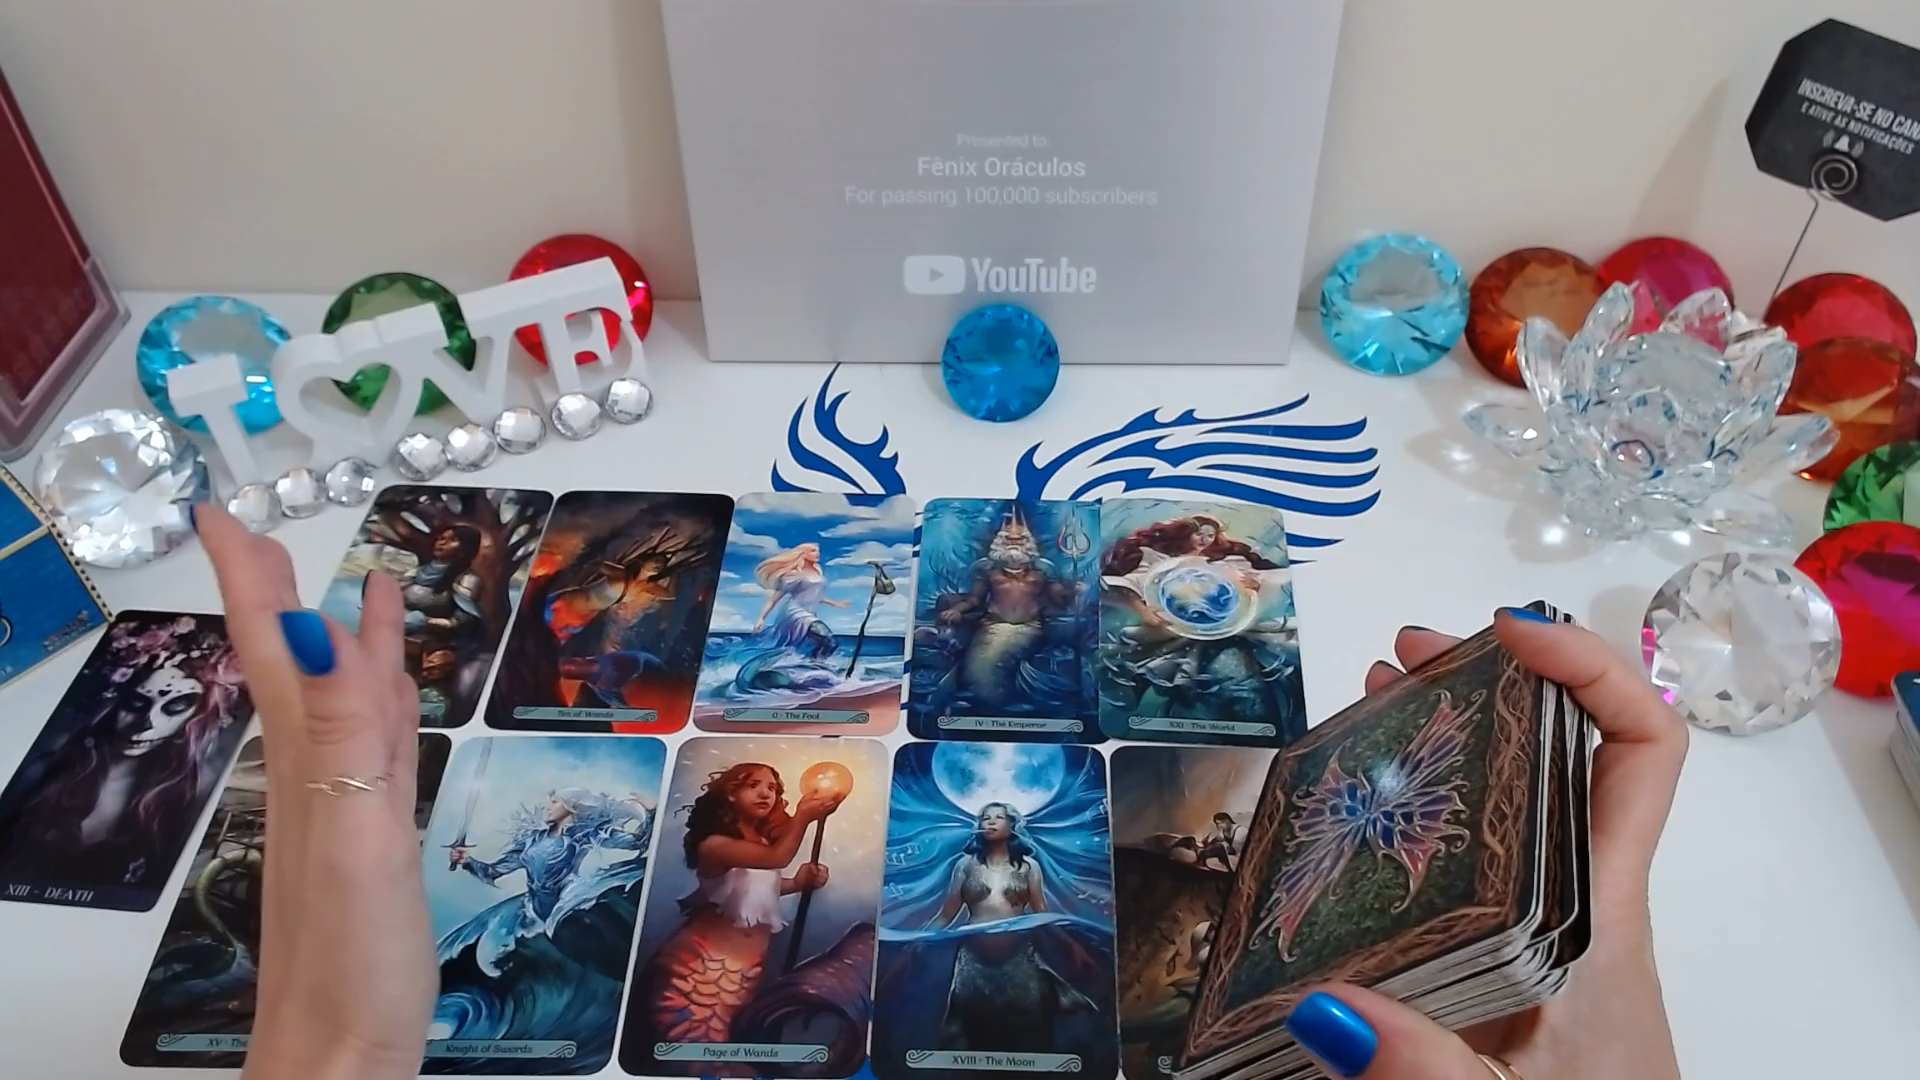 Presented to
Fênix Oráculos
For passing 100,000 subscribers
YouTube
INSCREVA-SE NO
E ATIVE AS NOTIFICAÇÕES
LOVE
Ten of Wands
0 - The Fool
IV - The Emperor
XXI - The World
XIII - DEATH
XV - The
Knight of Swords
Page of Wands
XVIII - The Moon